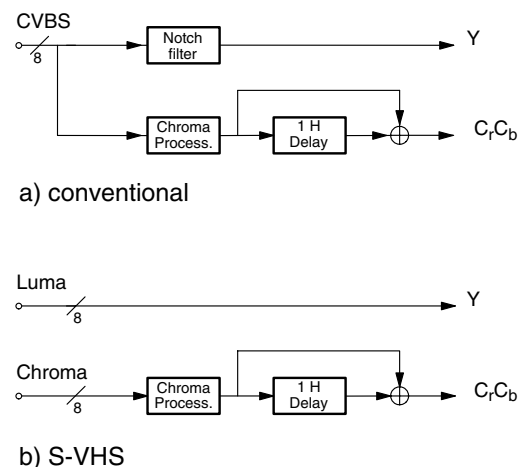 CVBS
8
Notch
filter
Y
Chroma
Process.
1 H
Delay
CrCb
a) conventional
Luma
8
Y
Chroma
8
Chroma
Process.
1 H
Delay
CrCb
b) S-VHS